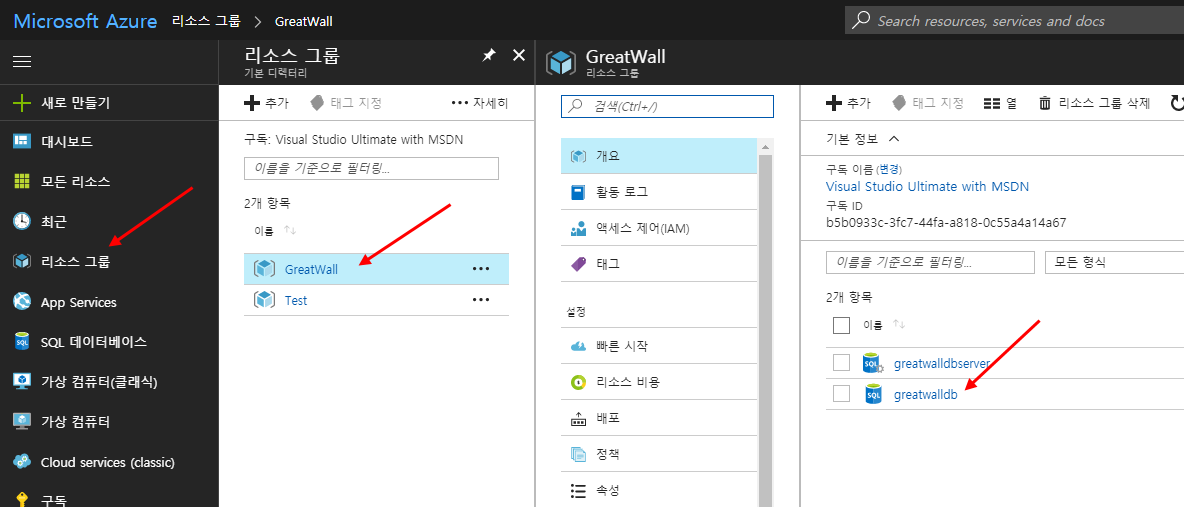 Microsoft Azure 리소스 그룹 > GreatWall
Search resources, services and docs
새로 만들기
대시보드
모든 리소스
최근
리소스 그룹
App Services
SQL 데이터베이스
가상 컴퓨터(클래식)
가상 컴퓨터
Cloud services (classic)
구독
리소스 그룹
기본 디렉터리
추가
태그 지정
자세히
구독: Visual Studio Ultimate with MSDN
이름을 기준으로 필터링...
2개 항목
이름
GreatWall
Test
GreatWall
리소스 그룹
검색(Ctrl+/)
개요
활동 로그
액세스 제어(IAM)
태그
설정
빠른 시작
리소스 비용
배포
정책
속성
추가
태그 지정
열
리소스 그룹 삭제
기본 정보
구독 이름 (변경)
Visual Studio Ultimate with MSDN
구독 ID
b5b0933c-3fc7-44fa-a818-0c55a4a14a67
이름을 기준으로 필터링...
모든 형식
2개 항목
이름
greatwalldbserver
greatwalldb